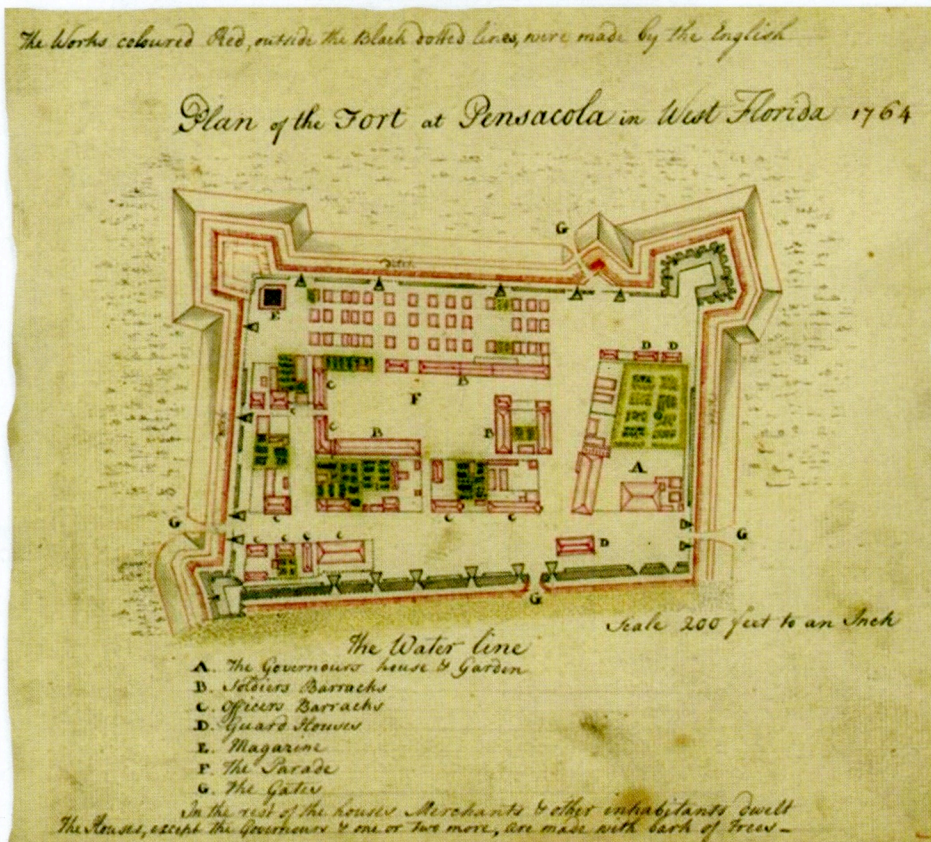 The Works coloured Red, outside the Black dotted lines, were made by the English
Plan of the Fort at Pensacola in West Florida 1764
G
Ditch
E
D D
B
C
F
C
C
B
B
A
G
C
C
C
G
C C C C
D
G
Scale 200 feet to an Inch
The Water line
A. The Governours house & Garden
B. Soldiers Barracks
C. Officers Barracks
D. Guard Houses
E. Magazine
F. The Parade
G. The Gates
In the rest of the houses Merchants & other inhabitants dwelt
The Houses, except the Governours & one or two more, are made with bark of Trees_